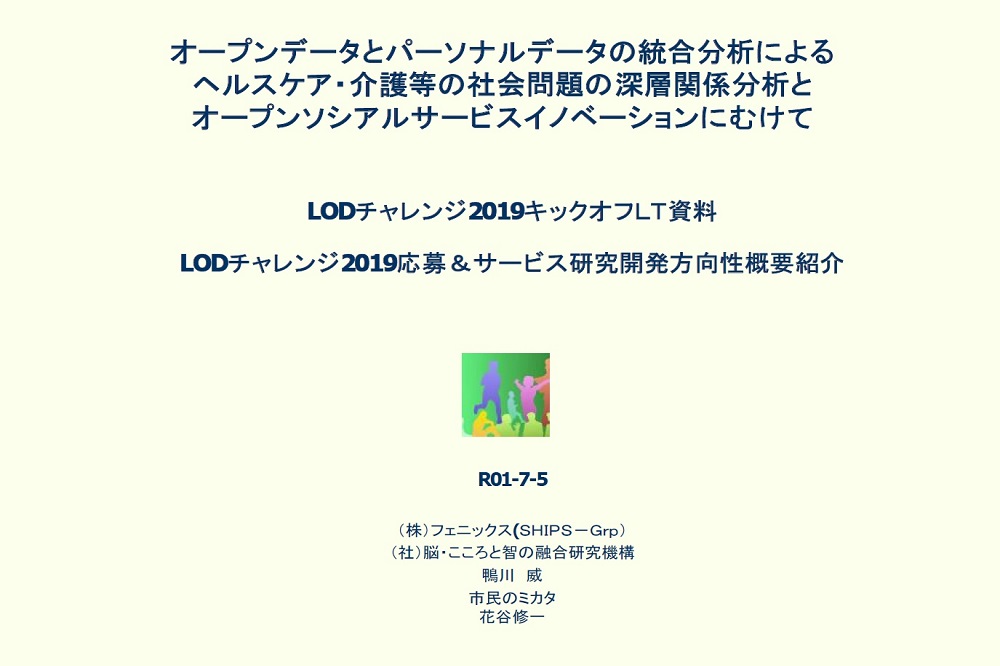 オープンデータとパーソナルデータの統合分析による
ヘルスケア・介護等の社会問題の深層関係分析と
オープンソシアルサービスイノベーションにむけて
LODチャレンジ2019キックオフLT資料
LODチャレンジ2019応募＆サービス研究開発方向性概要紹介
R01-7-5
（株）フェニックス(SHIPS－Grp）
（社）脳・こころと智の融合研究機構
鴨川　威
市民のミカタ
花谷修一